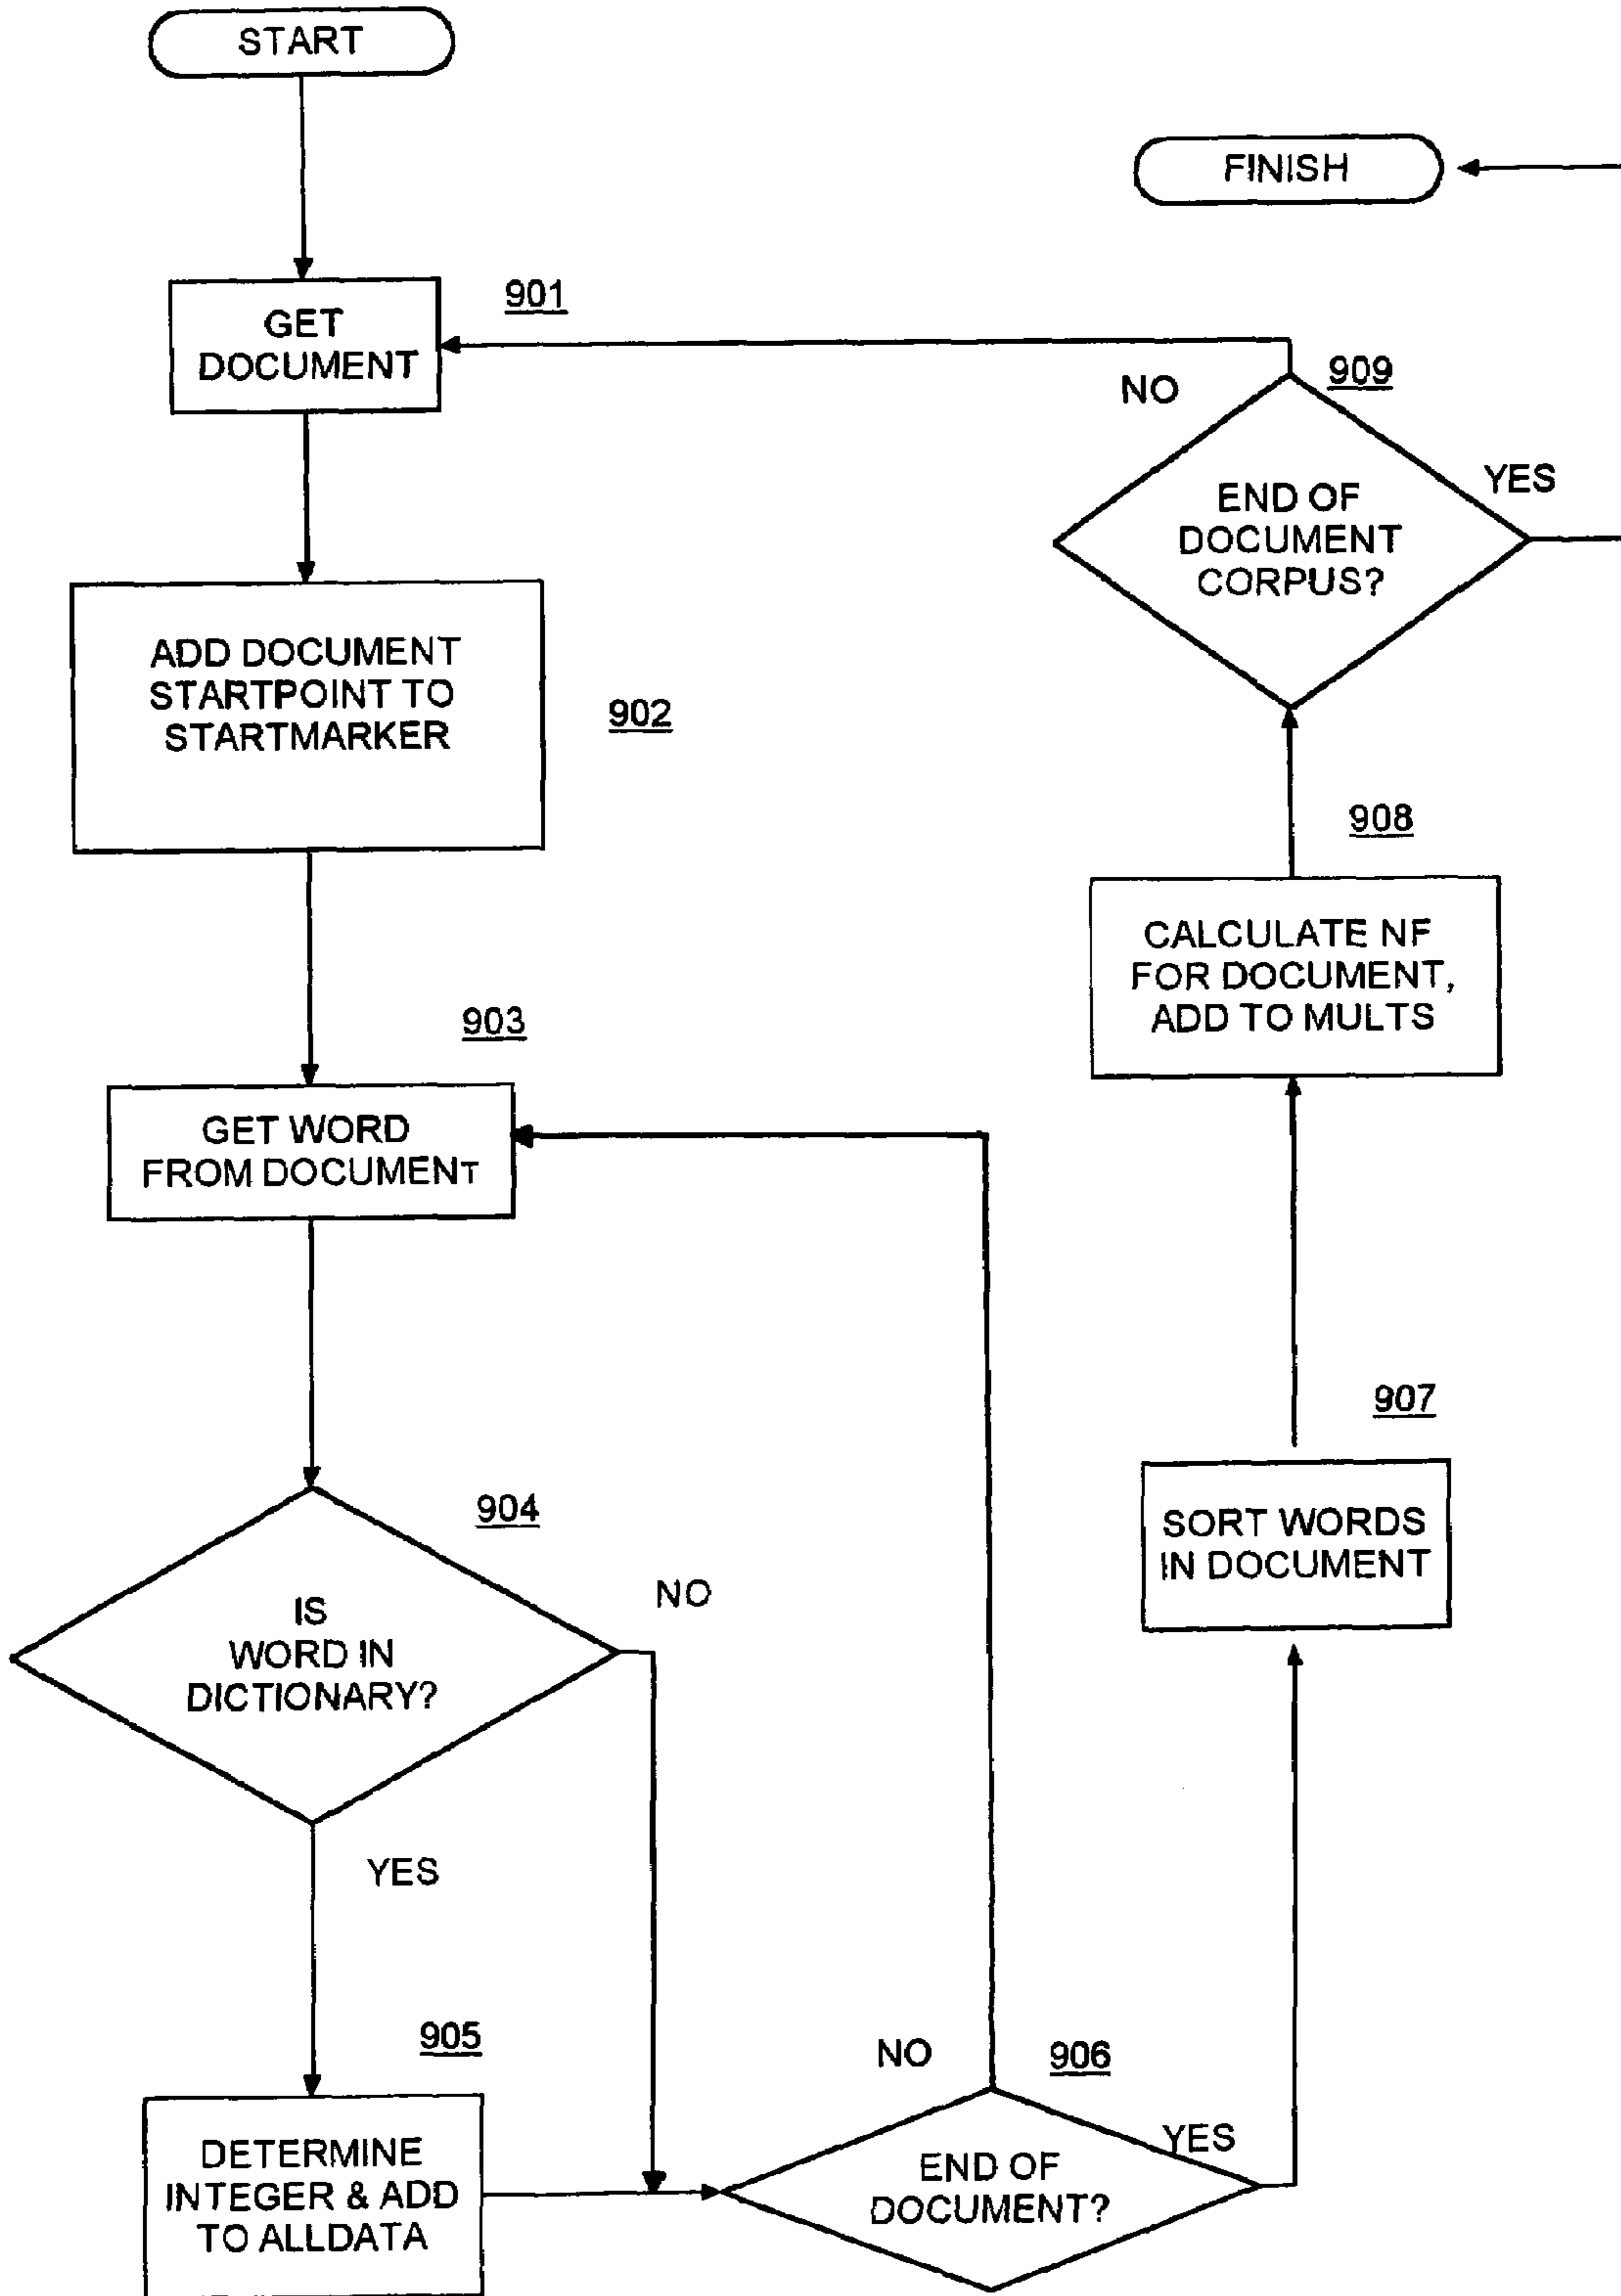 START
FINISH
901
GET
DOCUMENT
909
NO
YES
END OF
DOCUMENT
CORPUS?
ADD DOCUMENT
STARTPOINT TO
STARTMARKER
902
908
CALCULATE NF
FOR DOCUMENT,
ADD TO MULTS
903
GET WORD
FROM DOCUMENT
907
904
SORT WORDS
IN DOCUMENT
NO
IS
WORD IN
DICTIONARY?
YES
905
NO
906
YES
DETERMINE
INTEGER & ADD
TO ALLDATA
END OF
DOCUMENT?